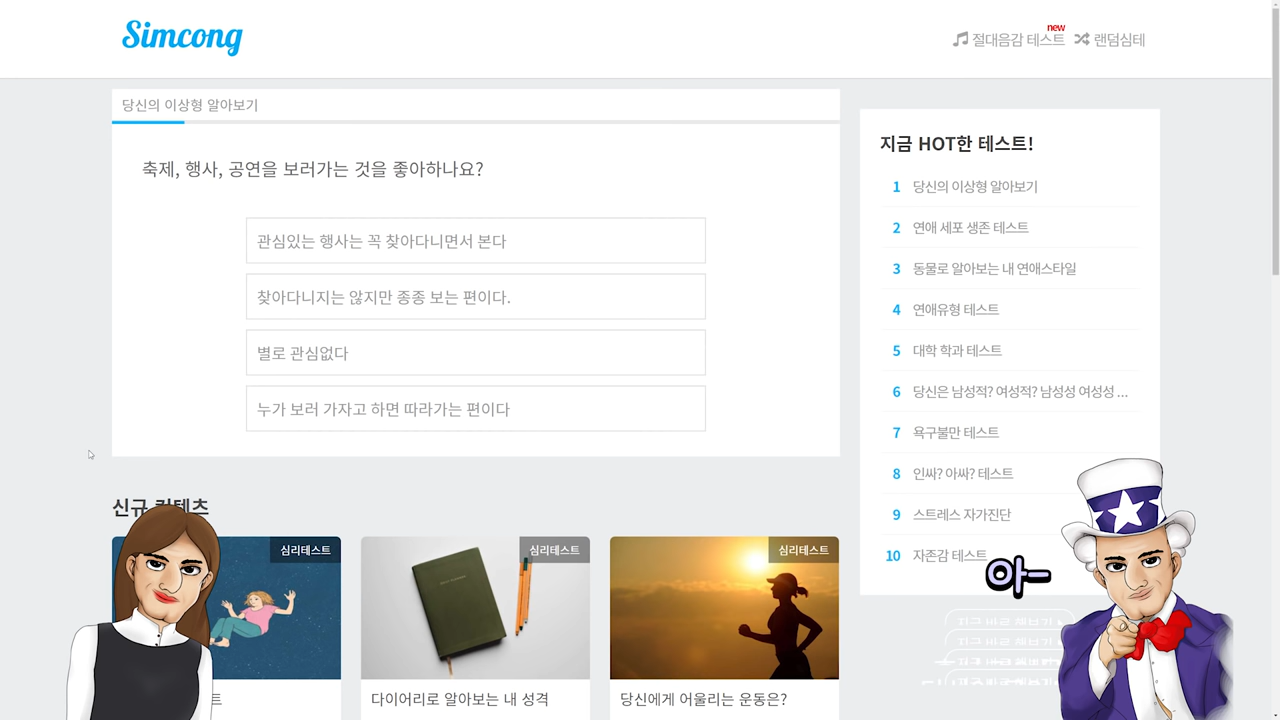 Simcong
절대음감 테스트
new
랜덤심테
당신의 이상형 알아보기
축제, 행사, 공연을 보러가는 것을 좋아하나요?
관심있는 행사는 꼭 찾아다니면서 본다
찾아다니지는 않지만 종종 보는 편이다.
별로 관심없다
누가 보러 가자고 하면 따라가는 편이다
지금 HOT한 테스트!
1 당신의 이상형 알아보기
2 연애 세포 생존 테스트
3 동물로 알아보는 내 연애스타일
4 연애유형 테스트
5 대학 학과 테스트
6 당신은 남성적? 여성적? 남성성 여성성 ...
7 욕구불만 테스트
8 인싸? 아싸? 테스트
9 스트레스 자가진단
10 자존감 테스트
아-
신규 컨텐츠
심리테스트
심리테스트
심리테스트
트
다이어리로 알아보는 내 성격
당신에게 어울리는 운동은?